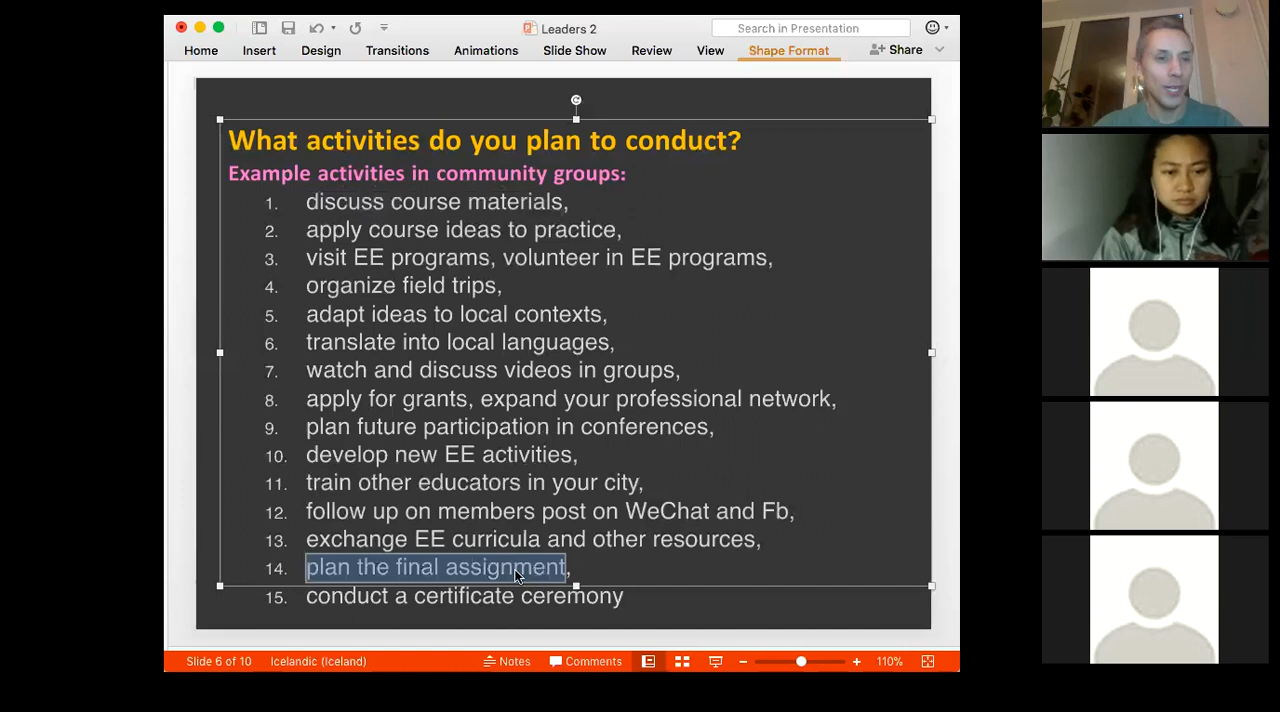 Leaders 2
Search in Presentation
Home Insert Design Transitions Animations Slide Show Review View Shape Format Share
What activities do you plan to conduct?
Example activities in community groups:
1. discuss course materials,
2. apply course ideas to practice,
3. visit EE programs, volunteer in EE programs,
4. organize field trips,
5. adapt ideas to local contexts,
6. translate into local languages,
7. watch and discuss videos in groups,
8. apply for grants, expand your professional network,
9. plan future participation in conferences,
10. develop new EE activities,
11. train other educators in your city,
12. follow up on members post on WeChat and Fb,
13. exchange EE curricula and other resources,
14. plan the final assignment,
15. conduct a certificate ceremony
Slide 6 of 10 Icelandic (Iceland) Notes Comments 110%